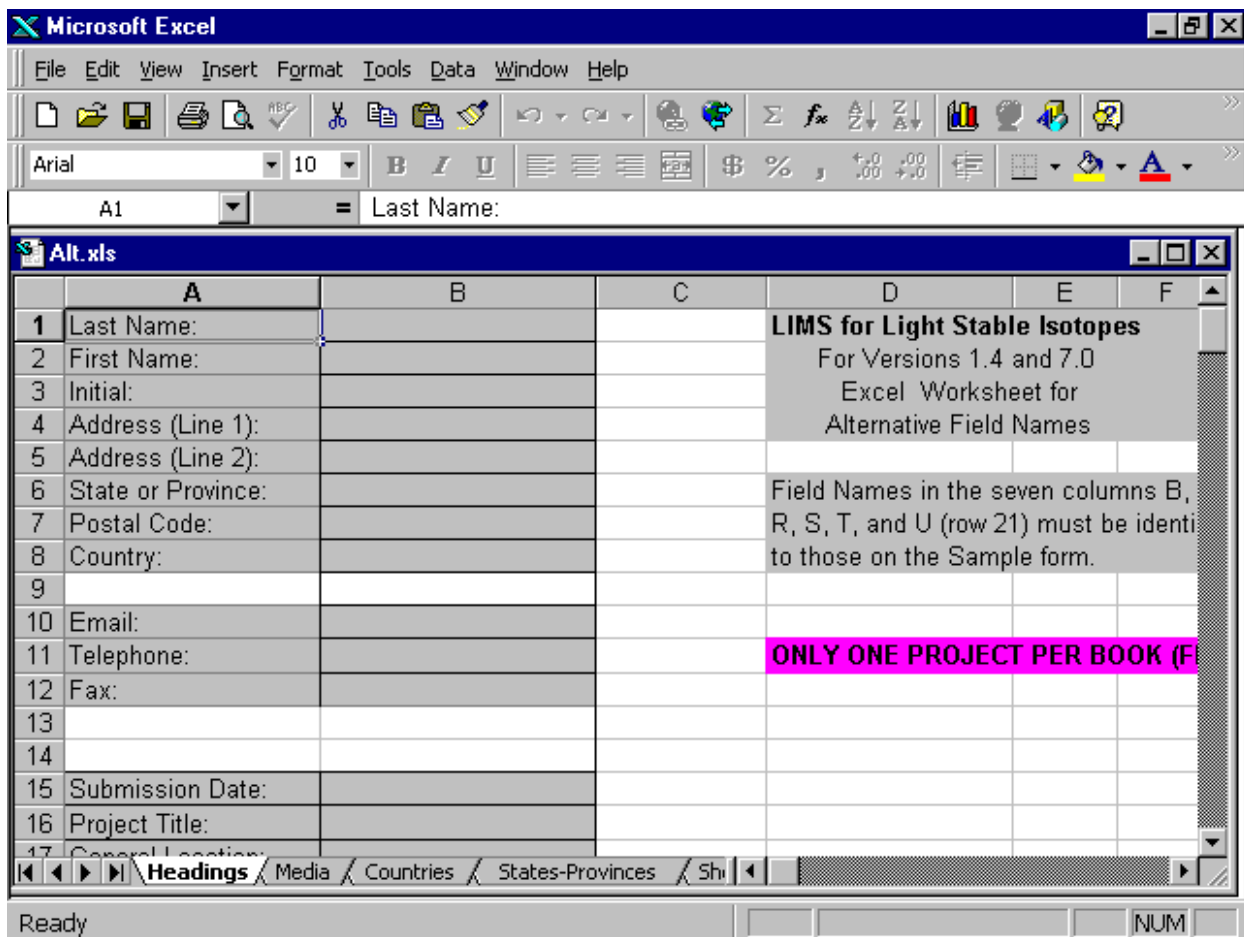 Microsoft Excel
File Edit View Insert Format Tools Data Window Help
Arial 10 B I U $ % ,
A1 = Last Name:
Alt.xls
A B C D E F
1 Last Name: LIMS for Light Stable Isotopes
2 First Name: For Versions 1.4 and 7.0
3 Initial: Excel Worksheet for
4 Address (Line 1): Alternative Field Names
5 Address (Line 2):
6 State or Province: Field Names in the seven columns B,
7 Postal Code: R, S, T, and U (row 21) must be identi
8 Country: to those on the Sample form.
9
10 Email:
11 Telephone: ONLY ONE PROJECT PER BOOK (FI
12 Fax:
13
14
15 Submission Date:
16 Project Title:
17 General Location:
Headings Media Countries States-Provinces Sh
Ready NUM